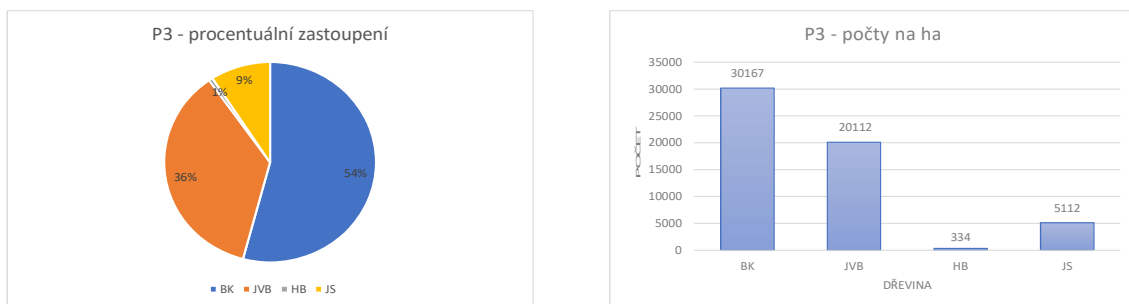 P3 - procentuální zastoupení
9%
1%
36%
54%
BK JVB HB JS
P3 - počty na ha
35000
30000
25000
20000
15000
10000
5000
0
POČET
30167
20112
334
5112
BK JVB HB JS
DŘEVINA